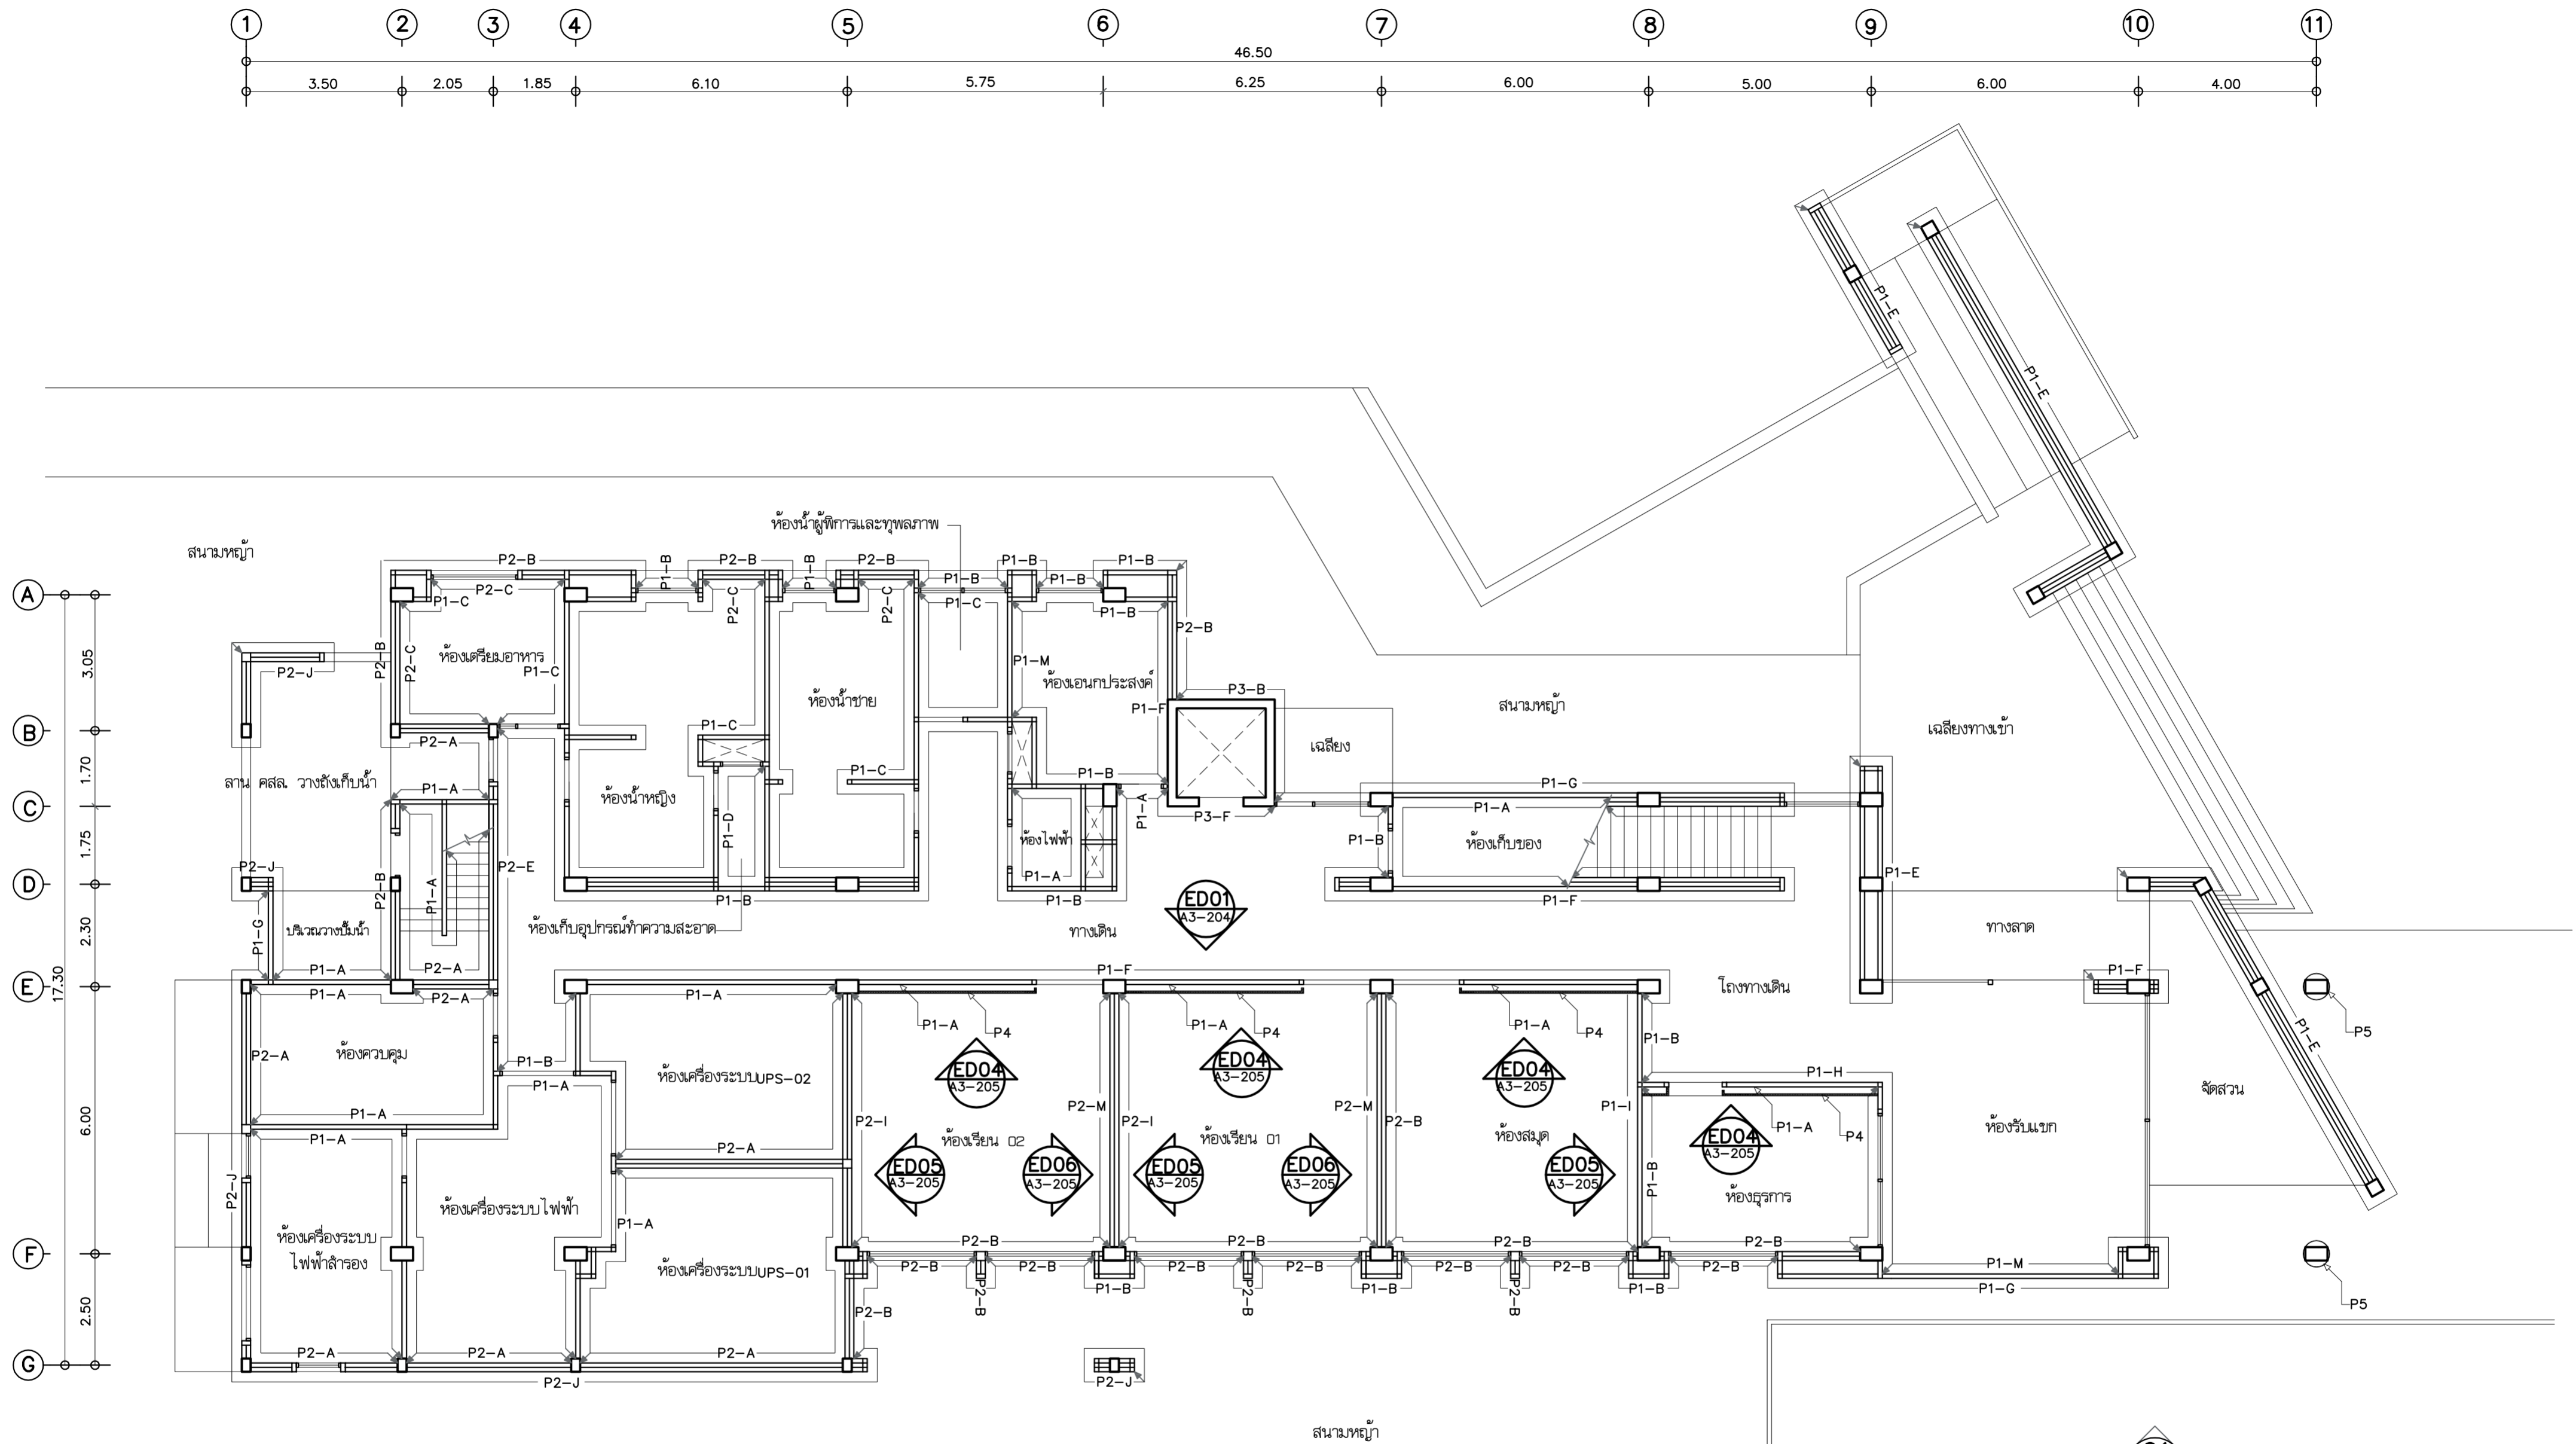 1 2 3 4 5 6 7 8 9 10 11
46.50
3.50 2.05 1.85 6.10 5.75 6.25 6.00 5.00 6.00 4.00
P1-E
P1-E
ห้องน้ำผู้พิการและทุพลภาพ
สนามหญ้า
P2-B P1-B P2-B P1-B P2-B P1-B P1-B P1-B P1-B
A
P1-C P2-C P2-C P2-C P1-C P1-B
P2-B
3.05
P2-B P2-C ห้องเตรียมอาหาร P1-C P1-M
P2-J
ห้องเอนกประสงค์
P3-B
ห้องน้ำชาย
P1-F
สนามหญ้า
B
P1-C
P2-A
เฉลียง
เฉลียงทางเข้า
1.70
ลาน คสล. วางถังเก็บน้ำ
P1-A
ห้องน้ำหญิง
P1-C
P1-B
P1-G
C
P1-A
P3-F
P1-A
1.75
P1-D
ห้องไฟฟ้า
P1-B
ห้องเก็บของ
P2-J
P2-E
P1-E
D
P2-B
P1-A
P1-A
P1-B
P1-B
P1-F
ED01
A3-204
2.30
P1-G
บริเวณวางปั๊มน้ำ
ห้องเก็บอุปกรณ์ทำความสะอาด
ทางเดิน
ทางลาด
P1-A
P2-A
P1-F
P1-F
E
17.30
P1-A
P2-A
P1-A
โถงทางเดิน
P1-A P4 P1-A P4 P1-A P4
P1-B
P5
P1-E
P2-A
ห้องควบคุม
P1-B
P1-A
ห้องเครื่องระบบUPS-02
ED04
A3-205
ED04
A3-205
ED04
A3-205
P1-H
จัดสวน
6.00
P1-A
P1-A
P2-I
P2-M
P2-I
P2-M
P2-B
P1-I
P1-A
P4
ห้องรับแขก
P2-A
ห้องเรียน 02
ห้องเรียน 01
ห้องสมุด
ED04
A3-205
ED05
A3-205
ED06
A3-205
ED05
A3-205
ED06
A3-205
ED05
A3-205
P1-B
P2-J
ห้องเครื่องระบบไฟฟ้า
P1-A
ห้องธุรการ
ห้องเครื่องระบบ
ไฟฟ้าสำรอง
P2-B P2-B P2-B P2-B
F
ห้องเครื่องระบบUPS-01
P2-B P2-B P2-B P2-B P2-B P2-B P2-B
P1-M
P2-B P1-B P2-B P1-B P2-B P1-B
P1-G
2.50
P2-B
P5
P2-A P2-A P2-A
G
P2-J
P2-J
สนามหญ้า